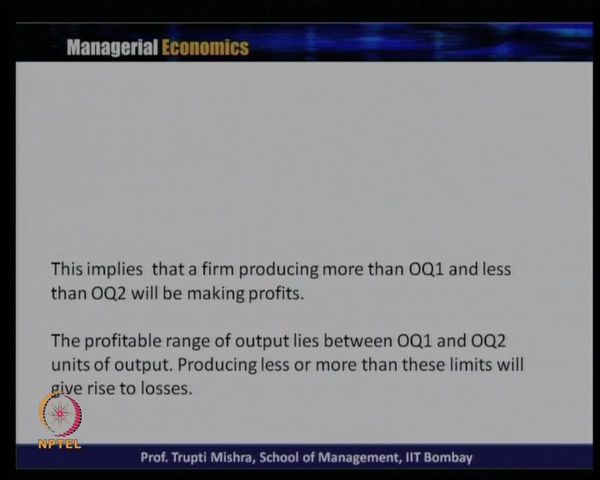 Managerial Economics
This implies that a firm producing more than OQ1 and less
than OQ2 will be making profits.
The profitable range of output lies between OQ1 and OQ2
units of output. Producing less or more than these limits will
give rise to losses.
NPTEL
Prof. Trupti Mishra, School of Management, IIT Bombay